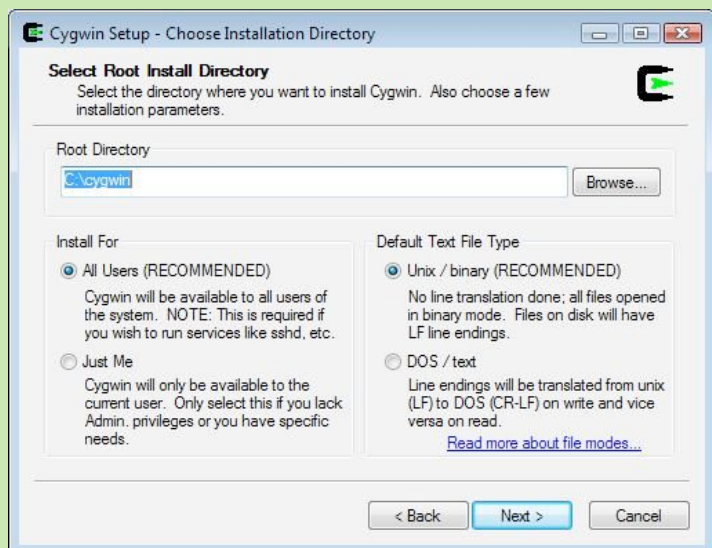 Cygwin Setup - Choose Installation Directory
Select Root Install Directory
Select the directory where you want to install Cygwin. Also choose a few
installation parameters.
Root Directory
C:\cygwin
Browse...
Install For
All Users (RECOMMENDED)
Cygwin will be available to all users of
the system. NOTE: This is required if
you wish to run services like sshd, etc.
Just Me
Cygwin will only be available to the
current user. Only select this if you lack
Admin. privileges or you have specific
needs.
Default Text File Type
Unix / binary (RECOMMENDED)
No line translation done; all files opened
in binary mode. Files on disk will have
LF line endings.
DOS / text
Line endings will be translated from unix
(LF) to DOS (CR-LF) on write and vice
versa on read.
Read more about file modes...
< Back
Next >
Cancel